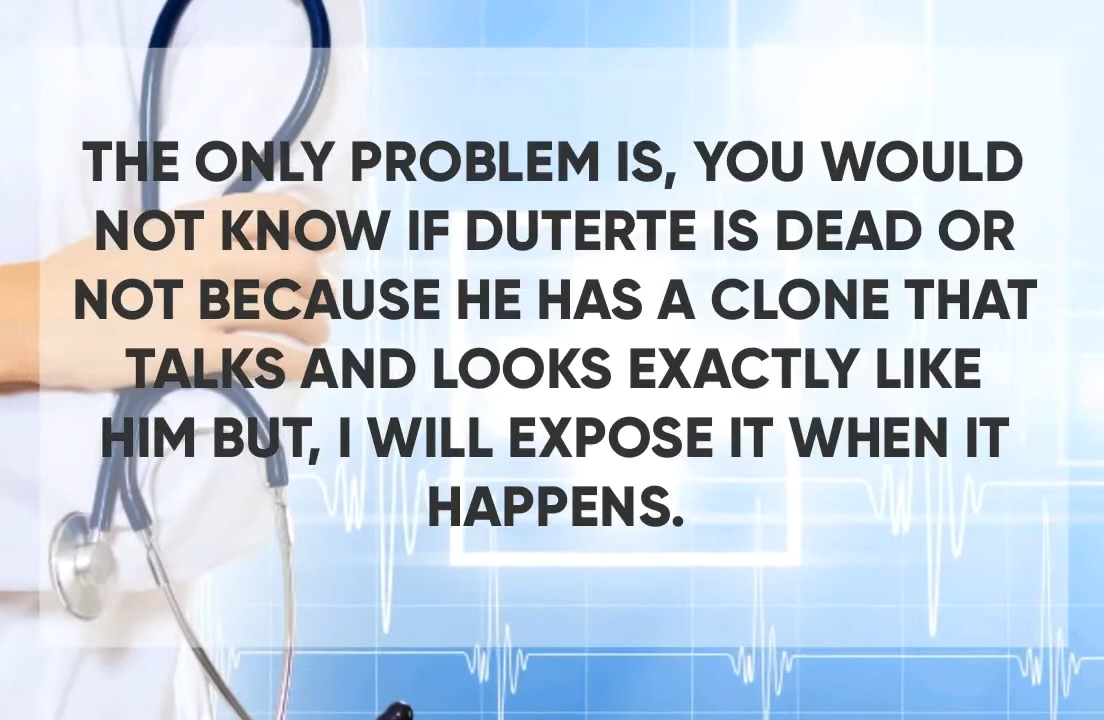 THE ONLY PROBLEM IS, YOU WOULD
NOT KNOW IF DUTERTE IS DEAD OR
NOT BECAUSE HE HAS A CLONE THAT
TALKS AND LOOKS EXACTLY LIKE
HIM BUT, I WILL EXPOSE IT WHEN IT
HAPPENS.